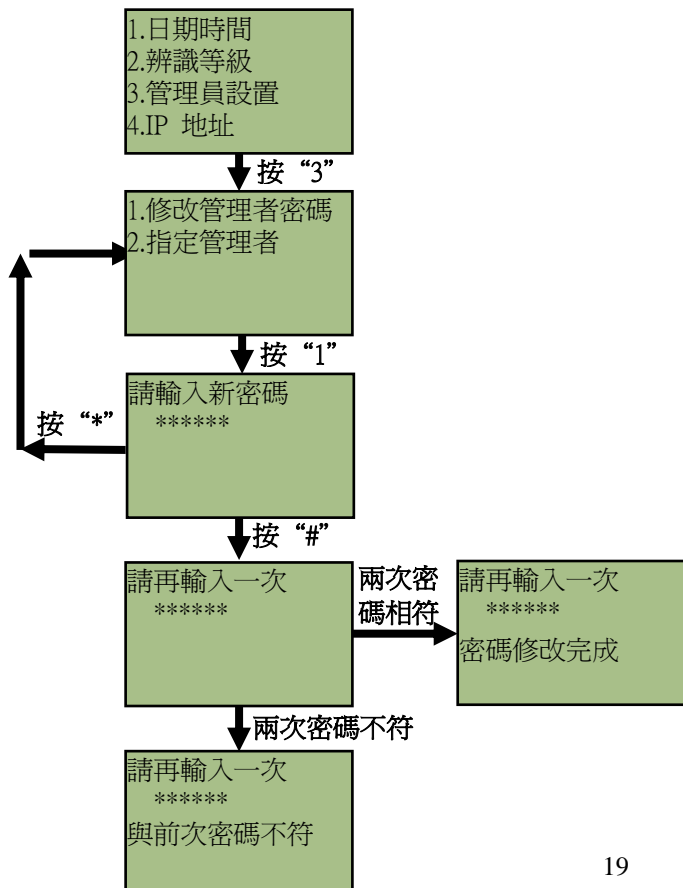 1.日期時間
2.辨識等級
3.管理員設置
4.IP 地址
按 “3”
1.修改管理者密碼
2.指定管理者
按 “1”
請輸入新密碼
******
按 “*”
按 “#”
請再輸入一次
******
兩次密
碼相符
請再輸入一次
******
密碼修改完成
兩次密碼不符
請再輸入一次
******
與前次密碼不符
19